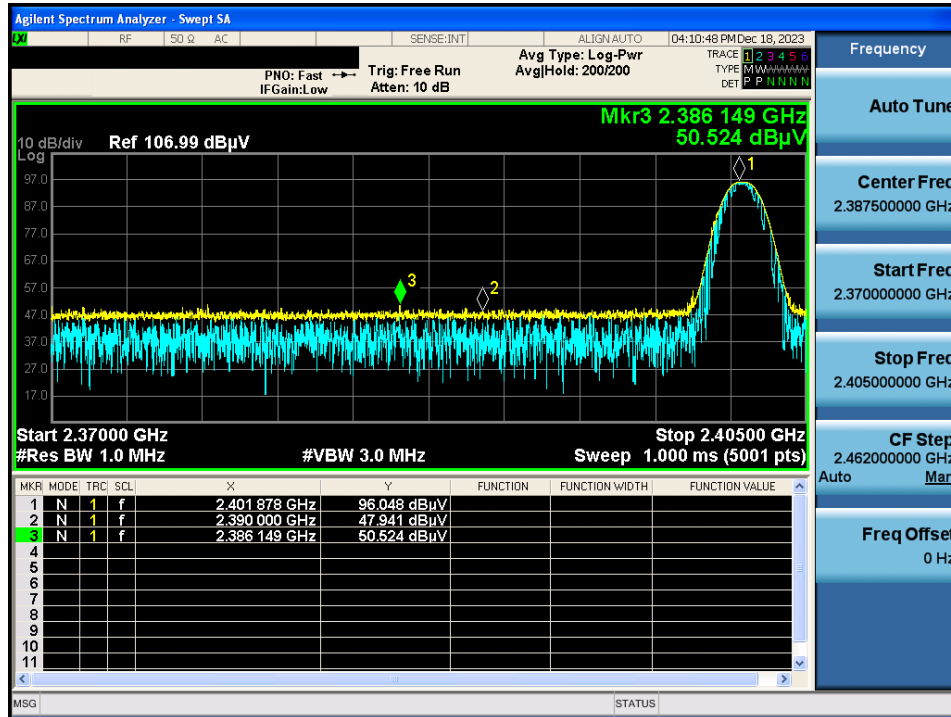 Agilent Spectrum Analyzer - Swept SA
LXI RF 50 Ω AC SENSE:INT ALIGN AUTO 04:10:48 PM Dec 18, 2023
PNO: Fast Trig: Free Run Avg Type: Log-Pwr TRACE 1 2 3 4 5 6
IFGain:Low Atten: 10 dB Avg|Hold: 200/200 TYPE M W W W W W
DET P P N N N N
Mkr3 2.386 149 GHz
50.524 dBµV
10 dB/div Ref 106.99 dBµV
Log
97.0
87.0
77.0
67.0
57.0
47.0
37.0
27.0
17.0
1
3
2
Start 2.37000 GHz Stop 2.40500 GHz
#Res BW 1.0 MHz #VBW 3.0 MHz Sweep 1.000 ms (5001 pts)
MKR MODE TRC SCL X Y FUNCTION FUNCTION WIDTH FUNCTION VALUE
1 N 1 f 2.401 878 GHz 96.048 dBµV
2 N 1 f 2.390 000 GHz 47.941 dBµV
3 N 1 f 2.386 149 GHz 50.524 dBµV
4
5
6
7
8
9
10
11
MSG STATUS
Frequency
Auto Tune
Center Freq
2.387500000 GHz
Start Freq
2.370000000 GHz
Stop Freq
2.405000000 GHz
CF Step
2.462000000 GHz
Auto Man
Freq Offset
0 Hz